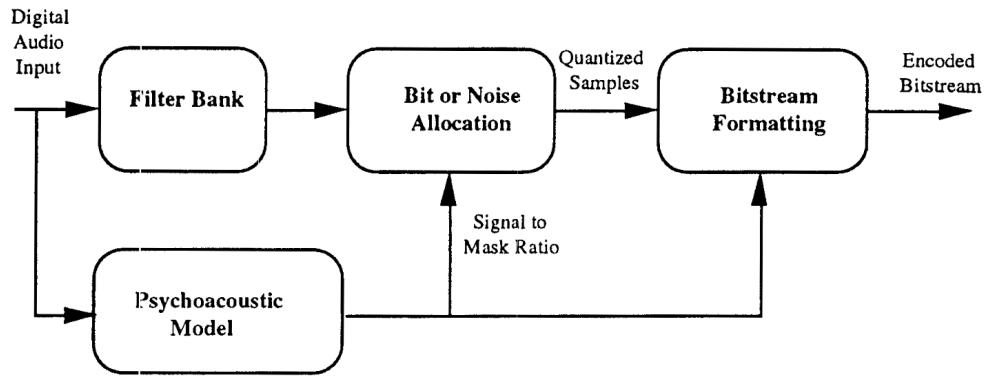 Digital
Audio
Input
Filter Bank
Bit or Noise
Allocation
Quantized
Samples
Bitstream
Formatting
Encoded
Bitstream
Signal to
Mask Ratio
Psychoacoustic
Model